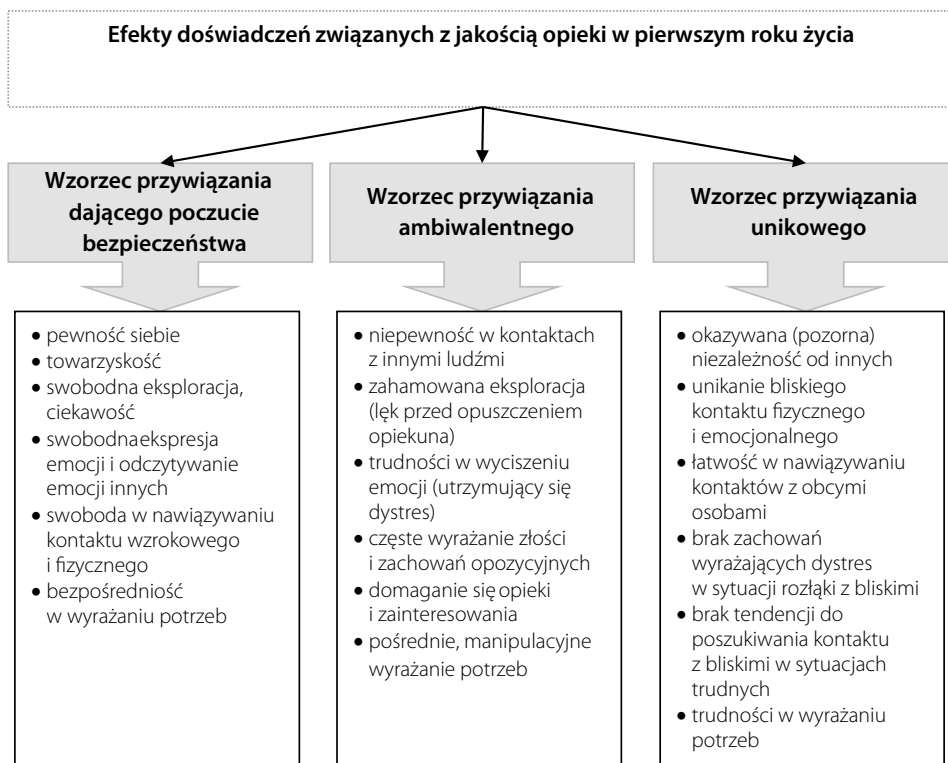 Efekty doświadczeń związanych z jakością opieki w pierwszym roku życia
Wzorzec przywiązania
dającego poczucie
bezpieczeństwa
• pewność siebie
• towarzyskość
• swobodna eksploracja,
ciekawość
• swobodnaekspresja
emocji i odczytywanie
emocji innych
• swoboda w nawiązywaniu
kontaktu wzrokowego
i fizycznego
• bezpośredniość
w wyrażaniu potrzeb
Wzorzec przywiązania
ambiwalentnego
• niepewność w kontaktach
z innymi ludźmi
• zahamowana eksploracja
(lęk przed opuszczeniem
opiekuna)
• trudności w wyciszeniu
emocji (utrzymujący się
dystres)
• częste wyrażanie złości
i zachowań opozycyjnych
• domaganie się opieki
i zainteresowania
• pośrednie, manipulacyjne
wyrażanie potrzeb
Wzorzec przywiązania
unikowego
• okazywana (pozorna)
niezależność od innych
• unikanie bliskiego
kontaktu fizycznego
i emocjonalnego
• łatwość w nawiązywaniu
kontaktów z obcymi
osobami
• brak zachowań
wyrażających dystres
w sytuacji rozłąki z bliskimi
• brak tendencji do
poszukiwania kontaktu
z bliskimi w sytuacjach
trudnych
• trudności w wyrażaniu
potrzeb